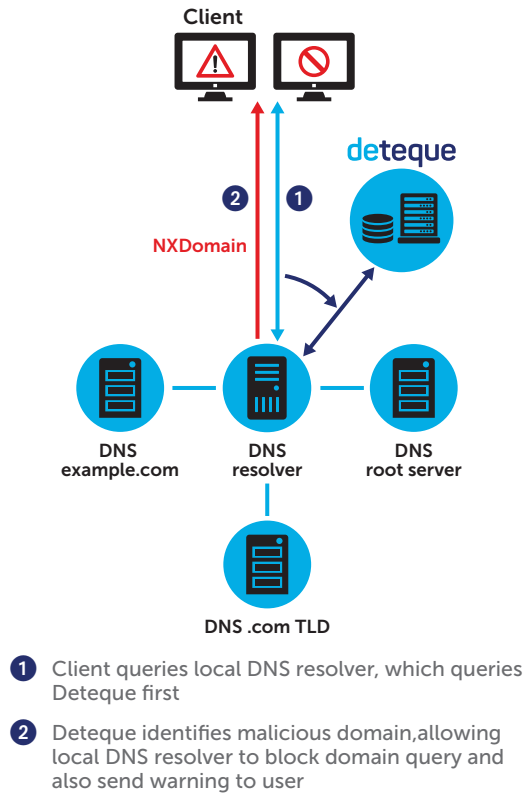 Client
deteque
2
1
NXDomain
DNS
example.com
DNS
resolver
DNS
root server
DNS .com TLD
1 Client queries local DNS resolver, which queries
Deteque first
2 Deteque identifies malicious domain,allowing
local DNS resolver to block domain query and
also send warning to user